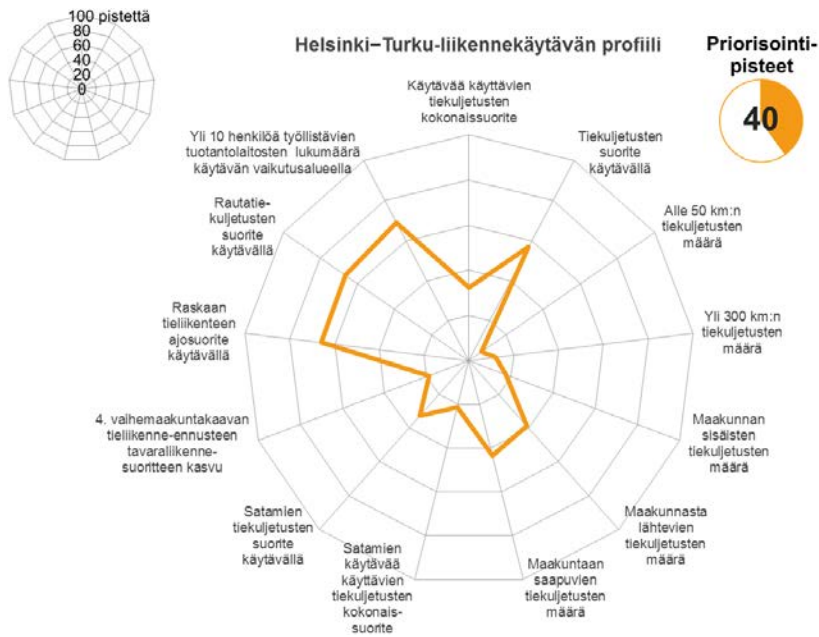 100 pistettä
80
60
40
20
0
Helsinki–Turku-liikennekäytävän profiili
Priorisointi-
pisteet
40
Käytävää käyttävien
tiekuljetusten
kokonaissuorite
Tiekuljetusten
suorite
käytävällä
Alle 50 km:n
tiekuljetusten
määrä
Yli 300 km:n
tiekuljetusten
määrä
Maakunnan
sisäisten
tiekuljetusten
määrä
Maakunnasta
lähtevien
tiekuljetusten
määrä
Maakuntaan
saapuvien
tiekuljetusten
määrä
Satamien
käytävää
käyttävien
tiekuljetusten
kokonais-
suorite
Satamien
tiekuljetusten
suorite
käytävällä
4. vaihemaakuntakaavan
tieliikenne-ennusteen
tavaraliikenne-
suoritteen kasvu
Raskaan
tieliikenteen
ajosuorite
käytävällä
Rautatie-
kuljetusten
suorite
käytävällä
Yli 10 henkilöä työllistävien
tuotantolaitosten lukumäärä
käytävän vaikutusalueella